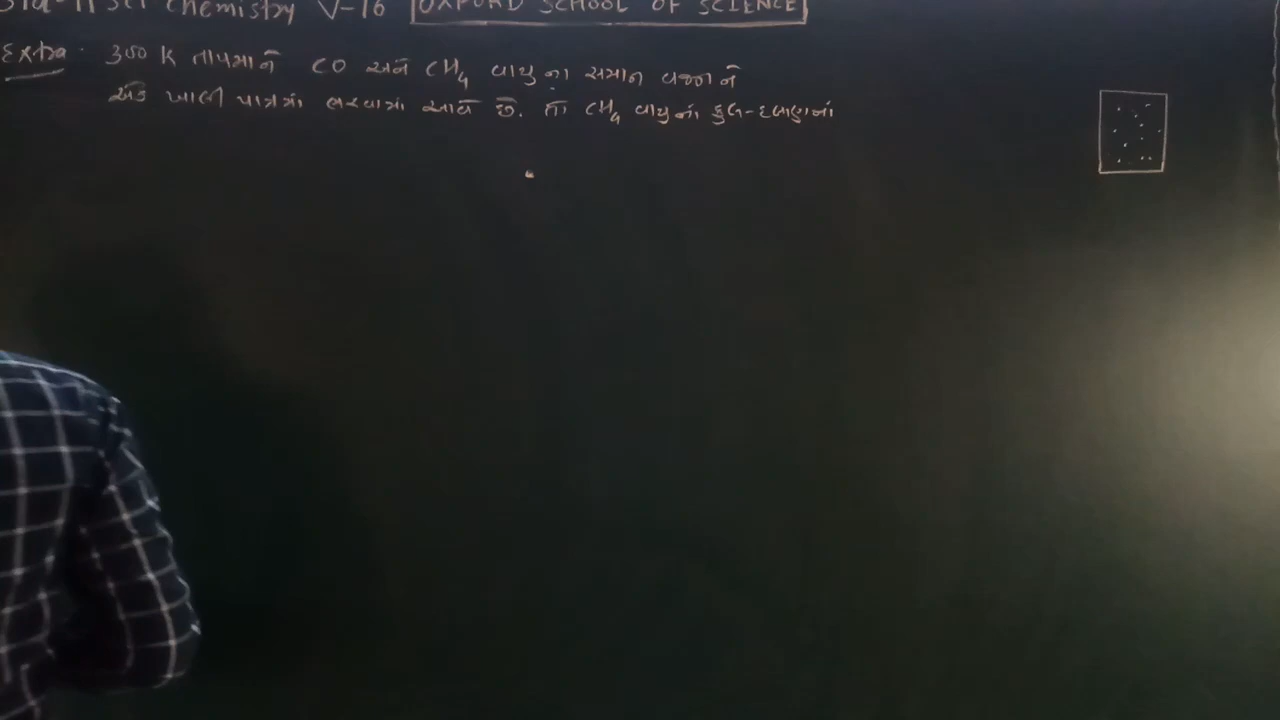 Std-11 Sci Chemistry V-16 OXFORD SCHOOL OF SCIENCE
Extra 300 K તાપમાને CO અને CH4 વાયુના સમાન વજનને
એક ખાલી પાત્રમાં ભરવામાં આવે છે. તો CH4 વાયુનાં કુલ-દબાણનાં